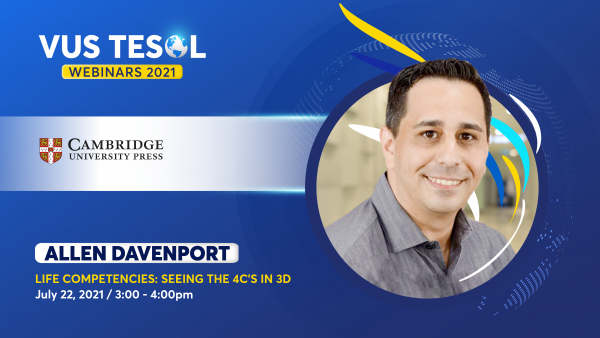 VUS TESOL
WEBINARS 2021
CAMBRIDGE
UNIVERSITY PRESS
ALLEN DAVENPORT
LIFE COMPETENCIES: SEEING THE 4C'S IN 3D
July 22, 2021 / 3:00 - 4:00pm